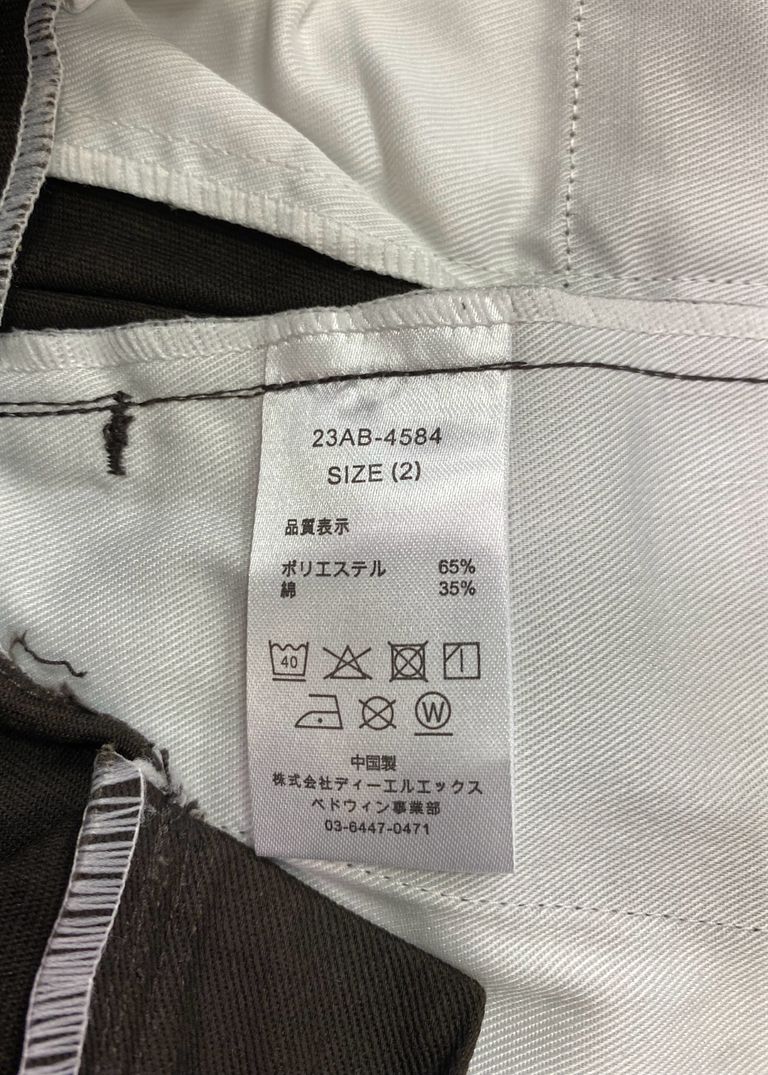 23AB-4584
SIZE (2)
品質表示
ポリエステル 65%
綿 35%
40
W
中国製
株式会社ディーエルエックス
ベドウィン事業部
03-6447-0471